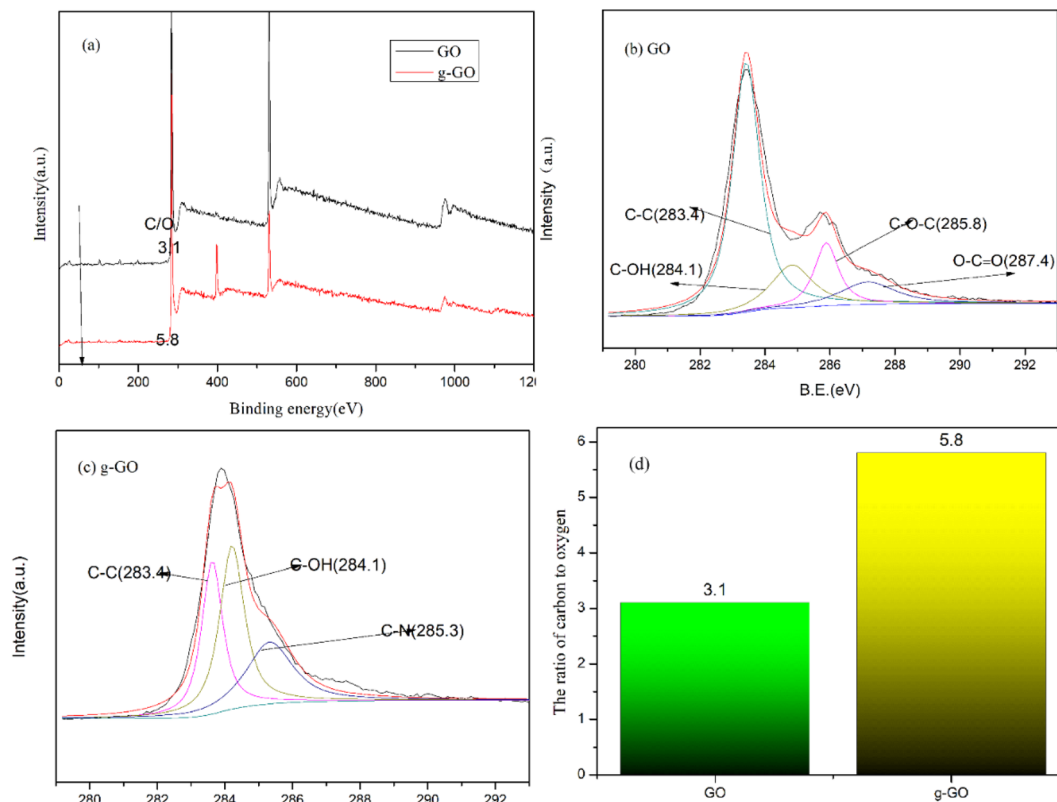 (a)
GO
g-GO
Intensity(a.u.)
C/O
3.1
5.8
0 200 400 600 800 1000 120
Binding energy(eV)
(b) GO
Intensity (a.u.)
C-C(283.4)
C-O-C(285.8)
C-OH(284.1)
O-C=O(287.4)
280 282 284 286 288 290 292
B.E.(eV)
(c) g-GO
Intensity(a.u.)
C-C(283.4)
C-OH(284.1)
C-N(285.3)
280 282 284 286 288 290 292
(d)
The ratio of carbon to oxygen
6
5
4
3
2
1
0
3.1
5.8
GO g-GO